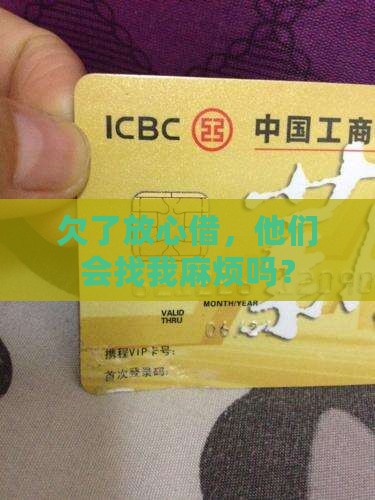 ICBC 中国工商
欠了放心借，他们
会找我麻烦吗？
MONTH/YEAR
VALID
THRU
携程VIP卡号：
首次登录码：